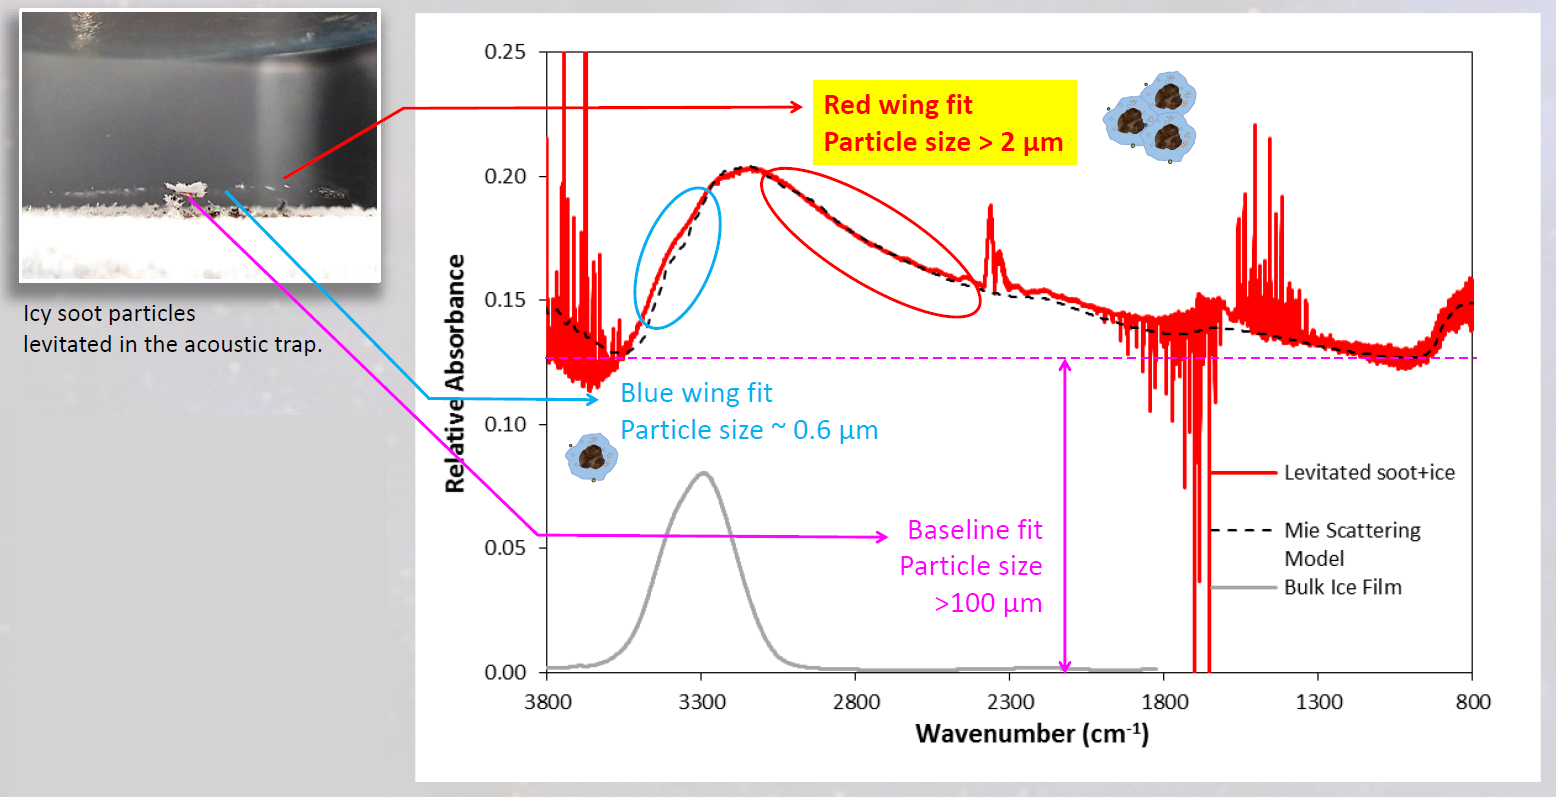 Icy soot particles
levitated in the acoustic trap.
Relative Absorbance
0.25
0.20
0.15
0.10
0.05
0.00
Red wing fit
Particle size > 2 µm
Blue wing fit
Particle size ~ 0.6 µm
Baseline fit
Particle size
>100 µm
Levitated soot+ice
Mie Scattering
Model
Bulk Ice Film
3800 3300 2800 2300 1800 1300 800
Wavenumber (cm⁻¹)